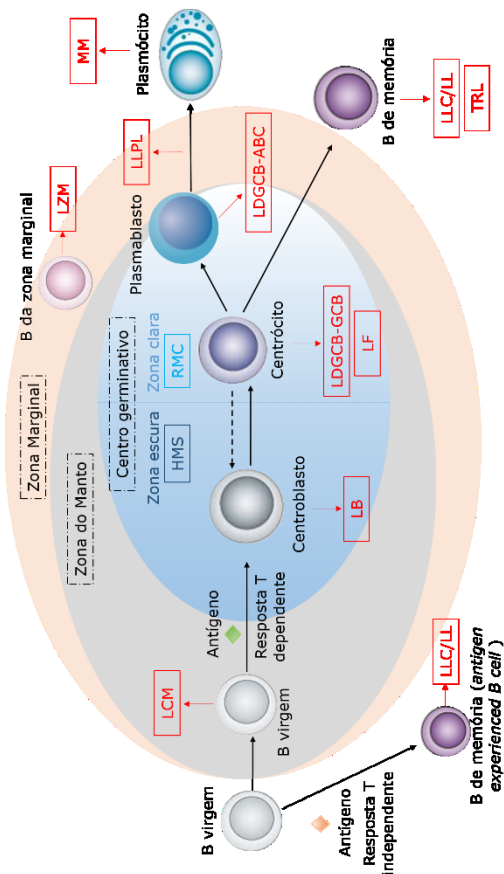 Zona Marginal
Zona do Manto
Centro germinativo
Zona escura
HMS
Zona clara
RMC
B da zona marginal
LZM
B virgem
Antígeno
Resposta T
independente
B virgem
LCM
Antígeno
Resposta T
dependente
Centroblasto
LB
Centrócito
LDGCB-GCB
LF
Plasmablasto
LLPL
LDGCB-ABC
Plasmócito
MM
B de memória
LLC/LL
TRL
B de memória (antigen
experienced B cell )
LLC/LL